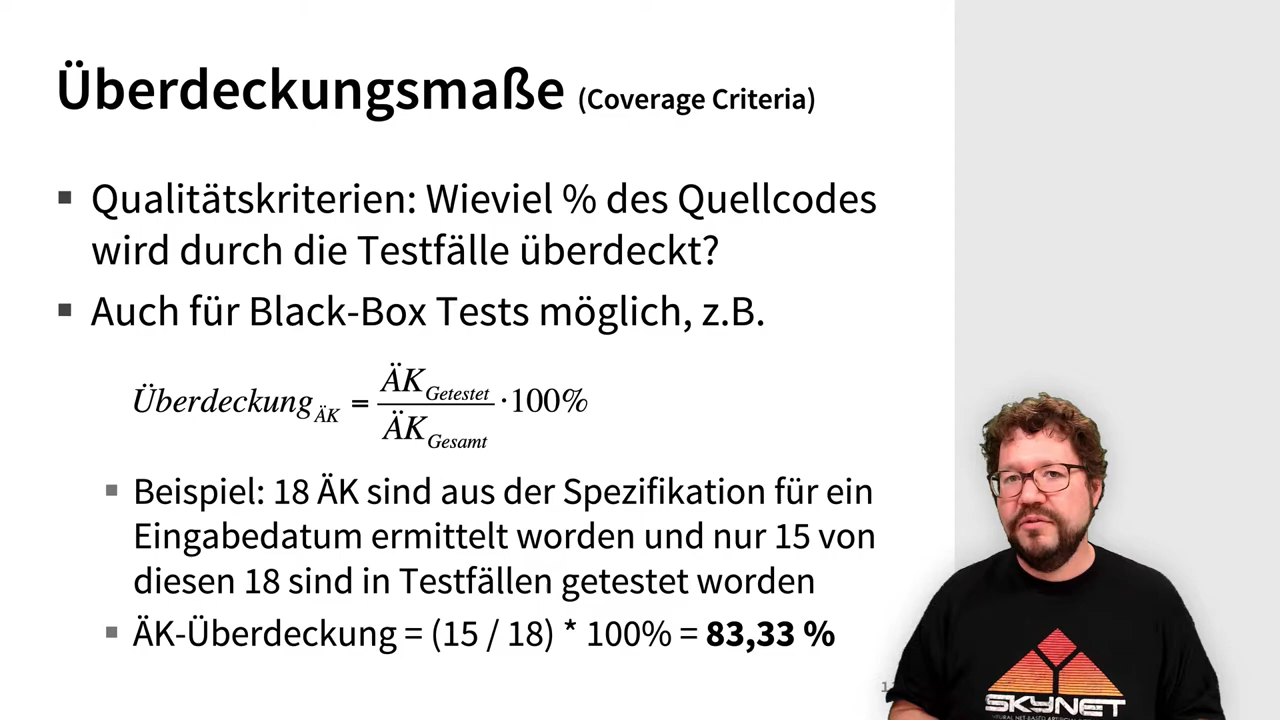 Überdeckungsmaße (Coverage Criteria)
▪ Qualitätskriterien: Wieviel % des Quellcodes
wird durch die Testfälle überdeckt?
▪ Auch für Black-Box Tests möglich, z.B.
Überdeckung_ÄK = ÄK_Getestet / ÄK_Gesamt ·100%
▪ Beispiel: 18 ÄK sind aus der Spezifikation für ein
Eingabedatum ermittelt worden und nur 15 von
diesen 18 sind in Testfällen getestet worden
▪ ÄK-Überdeckung = (15 / 18) * 100% = 83,33 %
SKYNET